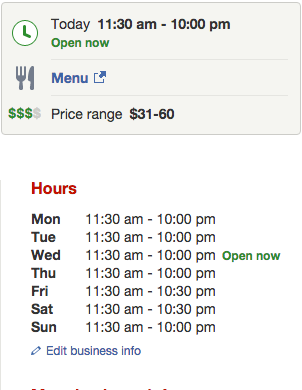 Today 11:30 am - 10:00 pm
Open now
Menu
$$$$ Price range $31-60
Hours
Mon 11:30 am - 10:00 pm
Tue 11:30 am - 10:00 pm
Wed 11:30 am - 10:00 pm Open now
Thu 11:30 am - 10:00 pm
Fri 11:30 am - 10:30 pm
Sat 11:30 am - 10:30 pm
Sun 11:30 am - 10:00 pm
Edit business info